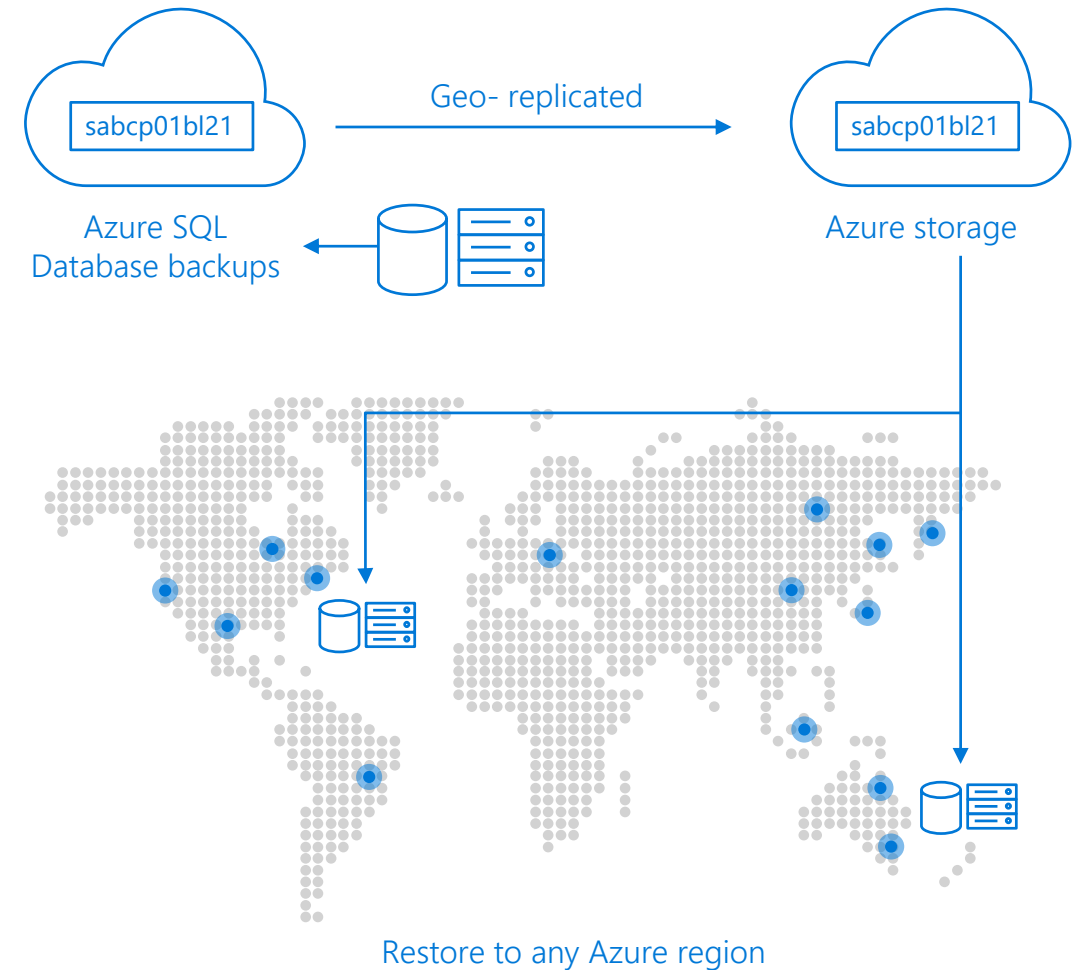 sabcp01bl21
Geo- replicated
sabcp01bl21
Azure SQL
Database backups
Azure storage
Restore to any Azure region